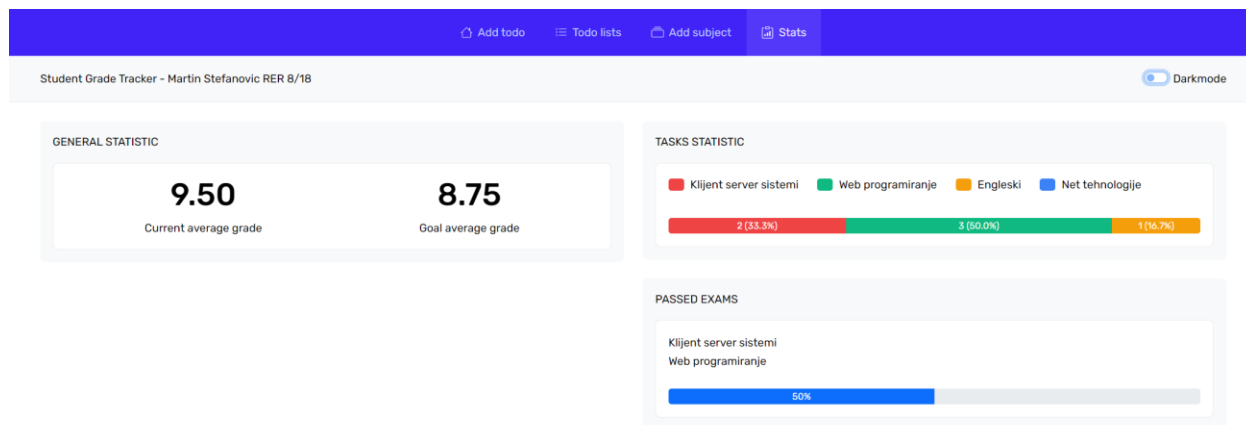 Add todo Todo lists Add subject Stats
Student Grade Tracker - Martin Stefanovic RER 8/18 Darkmode
GENERAL STATISTIC
9.50 8.75
Current average grade Goal average grade
TASKS STATISTIC
Klijent server sistemi Web programiranje Engleski Net tehnologije
2 (33.3%) 3 (50.0%) 1 (16.7%)
PASSED EXAMS
Klijent server sistemi
Web programiranje
50%